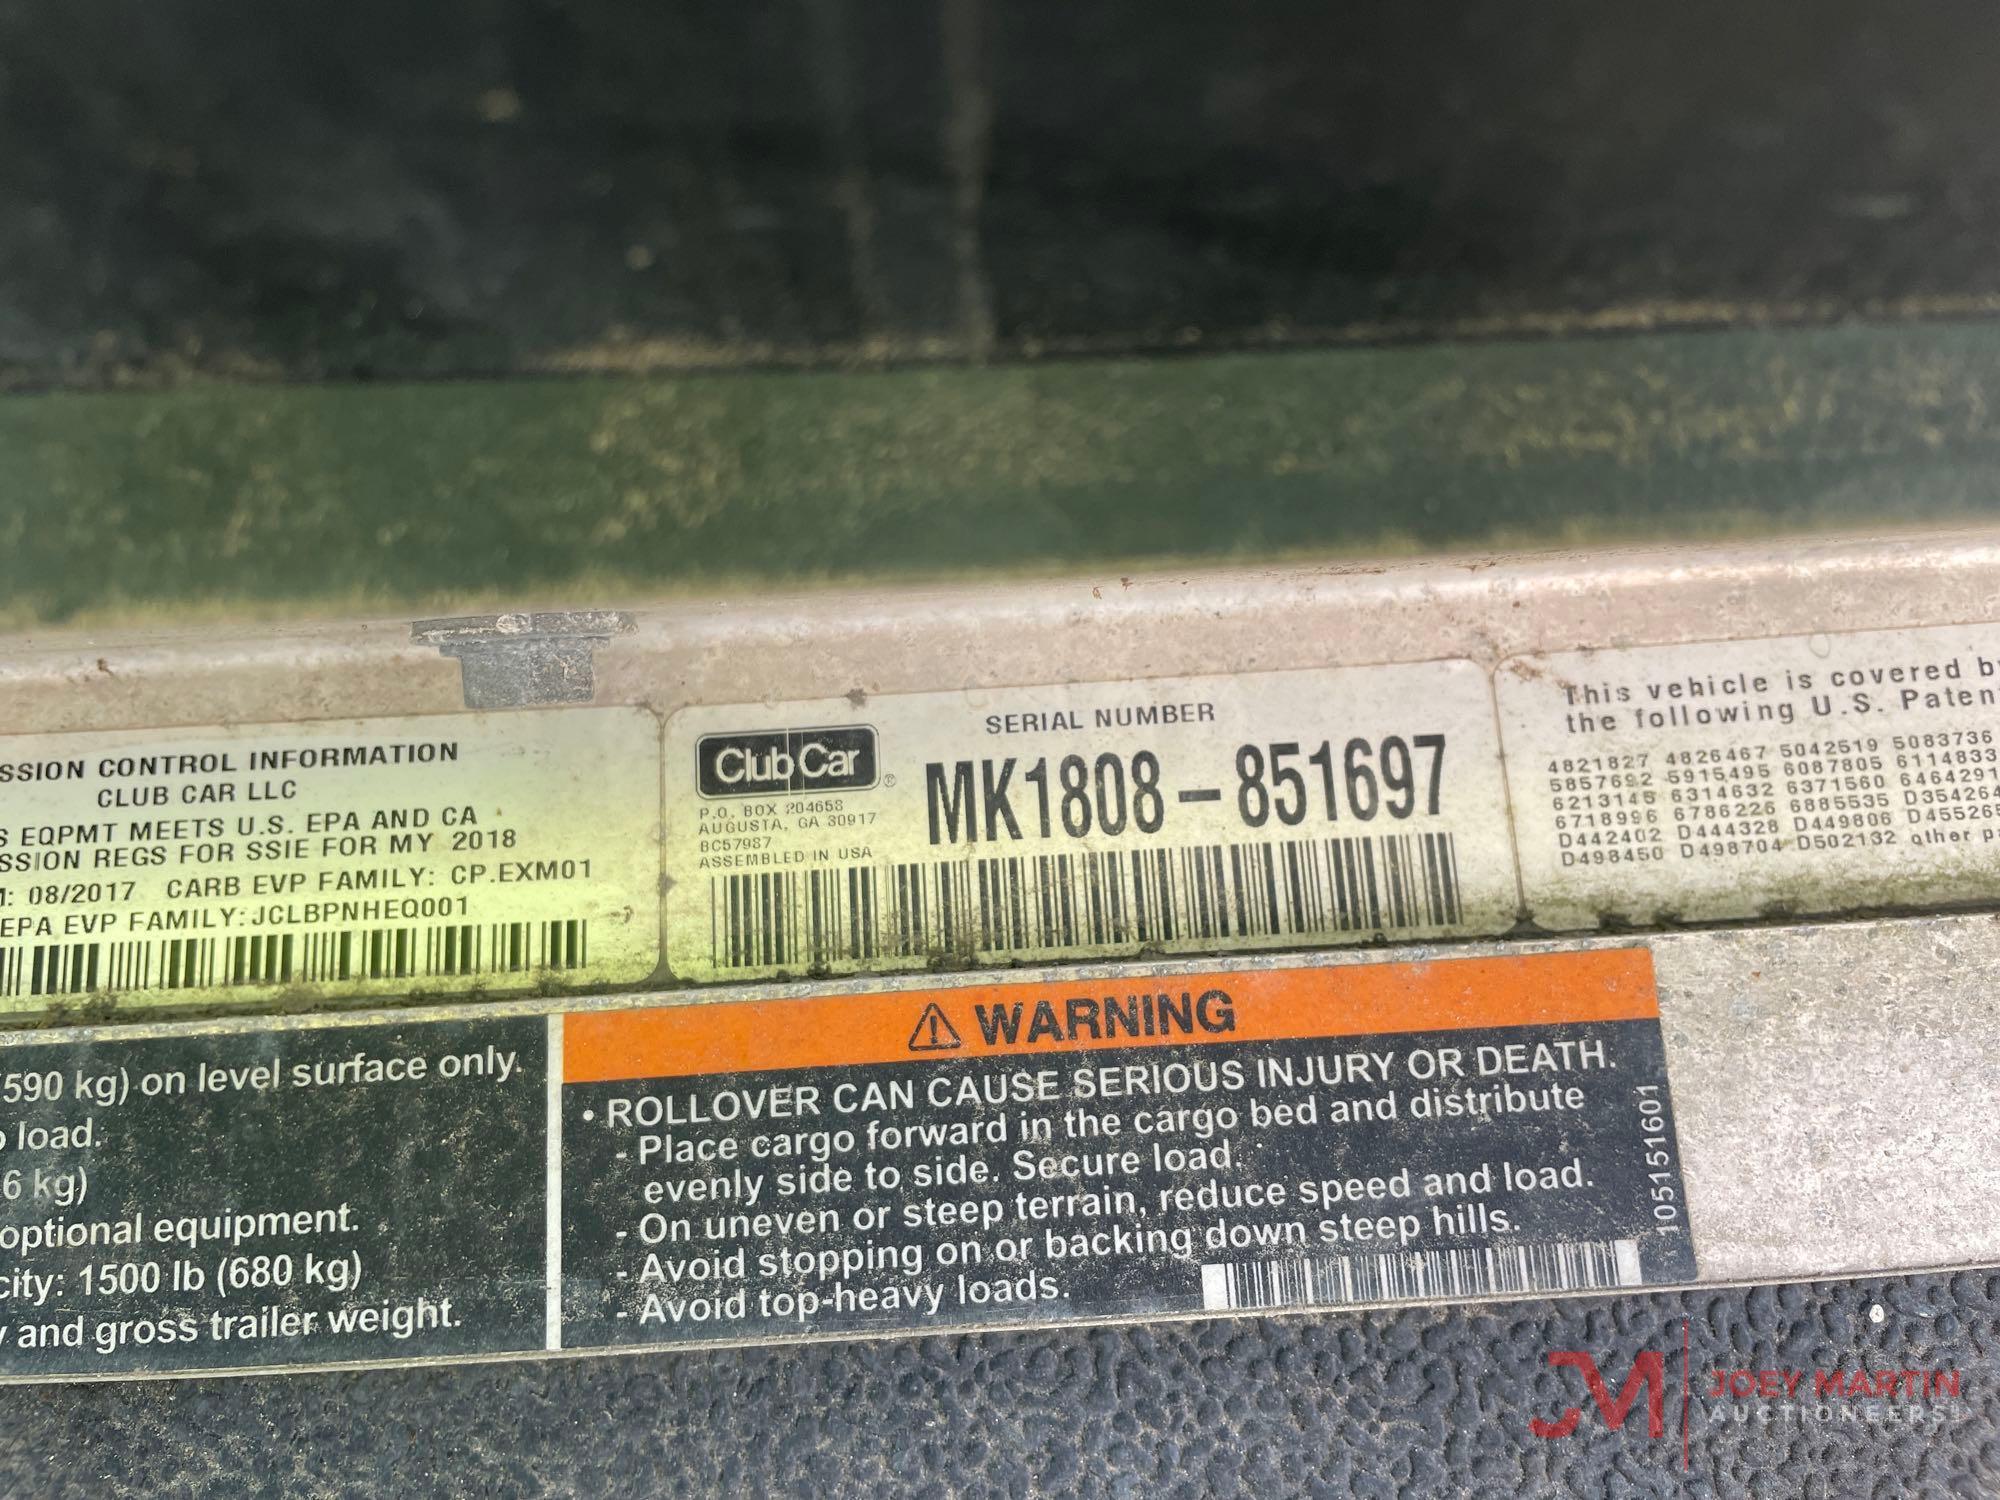 SSION CONTROL INFORMATION
CLUB CAR LLC
S EQPMT MEETS U.S. EPA AND CA
SSION REGS FOR SSIE FOR MY 2018
: 08/2017 CARB EVP FAMILY: CP.EXM01
EPA EVP FAMILY: JCLBPNHEQ001
Club Car ®
P.O. BOX 204658
AUGUSTA, GA 30917
BC57987
ASSEMBLED IN USA
SERIAL NUMBER
MK1808-851697
This vehicle is covered by
the following U.S. Paten
4821827 4826467 5042519 5083736
5857692 5915495 6087805 6114833
6213145 6314632 6371560 6464291
6718996 6786226 6885535 D354264
D442402 D444328 D449806 D455265
D498450 D498704 D502132 other pa
590 kg) on level surface only.
load.
6 kg)
optional equipment.
city: 1500 lb (680 kg)
y and gross trailer weight.
⚠ WARNING
• ROLLOVER CAN CAUSE SERIOUS INJURY OR DEATH.
- Place cargo forward in the cargo bed and distribute
evenly side to side. Secure load.
- On uneven or steep terrain, reduce speed and load.
- Avoid stopping on or backing down steep hills.
- Avoid top-heavy loads.
105151601
JM JOEY MARTIN
AUCTIONEERS!